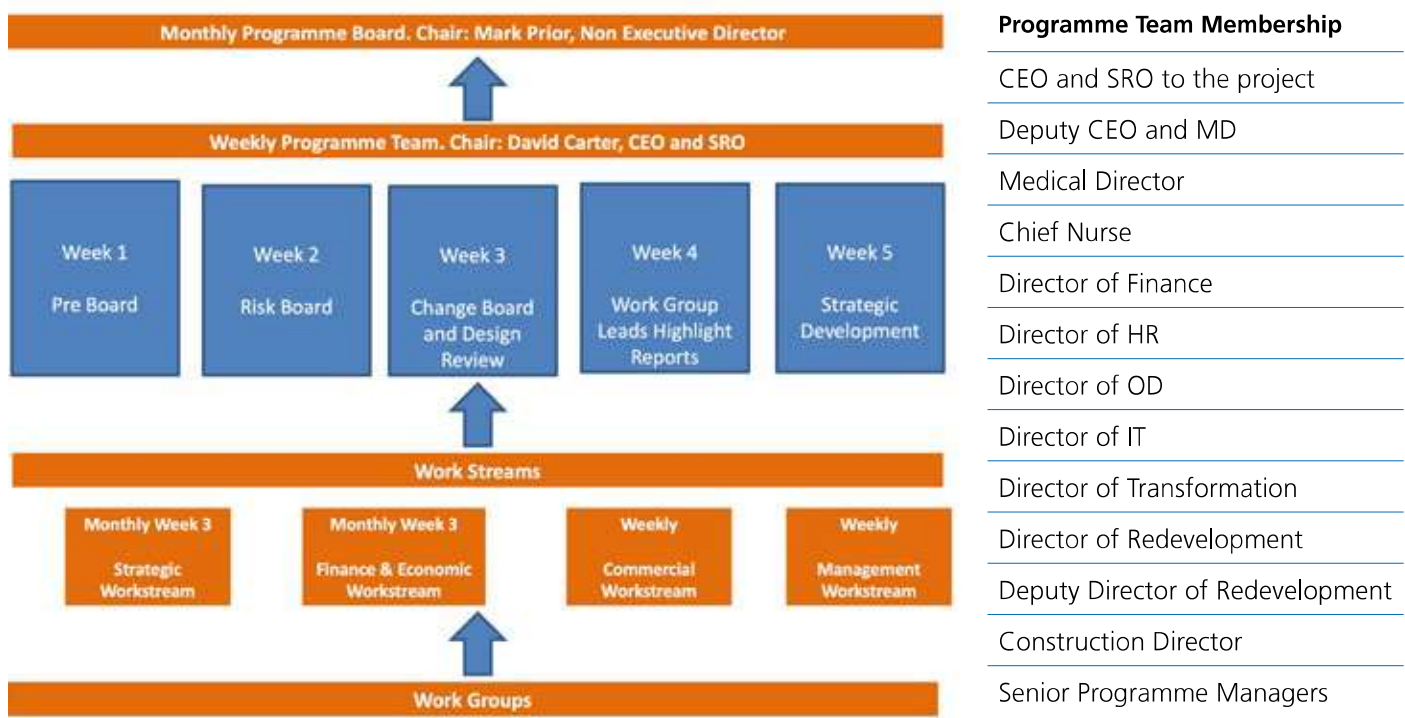 Monthly Programme Board. Chair: Mark Prior, Non Executive Director
Weekly Programme Team. Chair: David Carter, CEO and SRO
Week 1
Pre Board
Week 2
Risk Board
Week 3
Change Board
and Design
Review
Week 4
Work Group
Leads Highlight
Reports
Week 5
Strategic
Development
Work Streams
Monthly Week 3
Strategic
Workstream
Monthly Week 3
Finance & Economic
Workstream
Weekly
Commercial
Workstream
Weekly
Management
Workstream
Work Groups
Programme Team Membership
CEO and SRO to the project
Deputy CEO and MD
Medical Director
Chief Nurse
Director of Finance
Director of HR
Director of OD
Director of IT
Director of Transformation
Director of Redevelopment
Deputy Director of Redevelopment
Construction Director
Senior Programme Managers